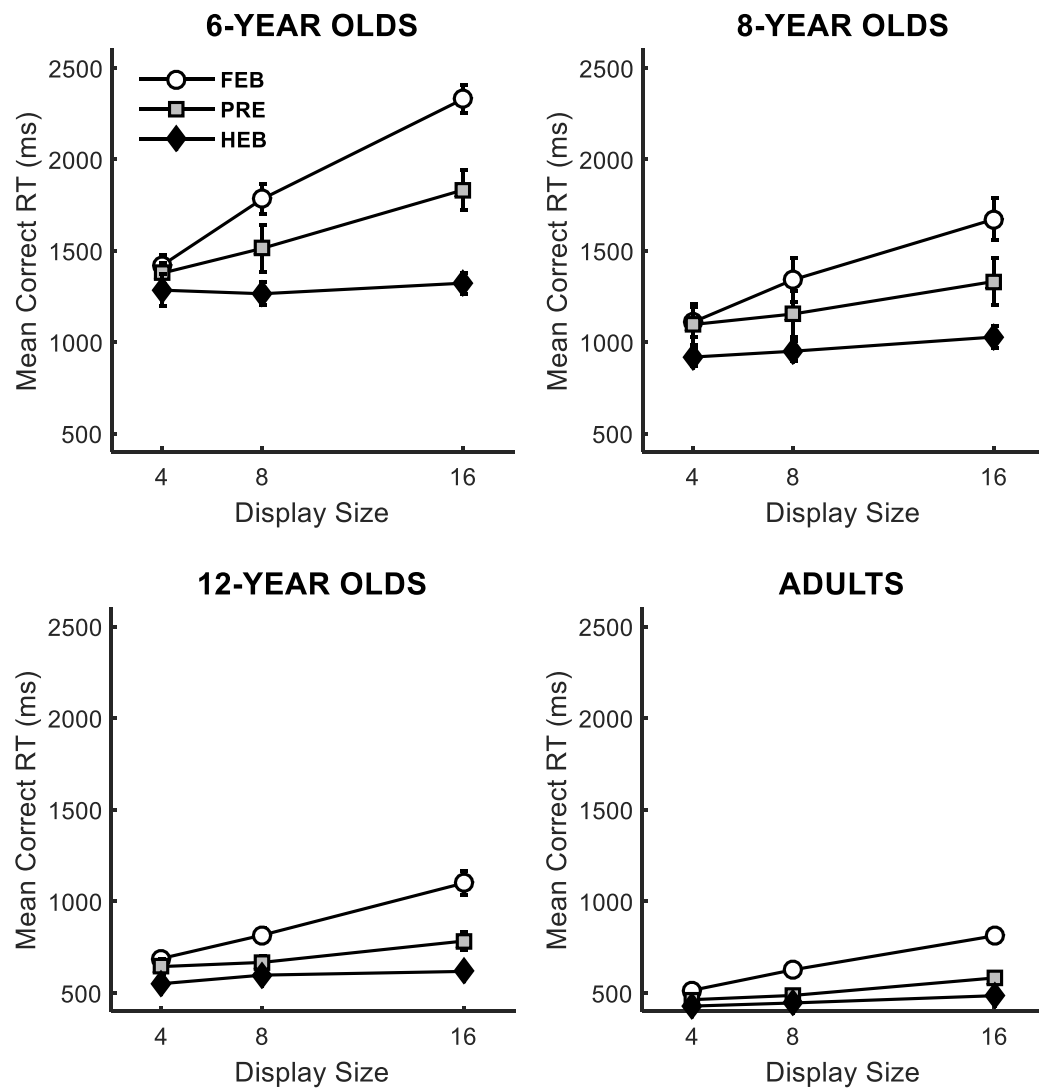 6-YEAR OLDS
FEB
PRE
HEB
2500
2000
1500
1000
500
Mean Correct RT (ms)
4 8 16
Display Size
8-YEAR OLDS
2500
2000
1500
1000
500
Mean Correct RT (ms)
4 8 16
Display Size
12-YEAR OLDS
2500
2000
1500
1000
500
Mean Correct RT (ms)
4 8 16
Display Size
ADULTS
2500
2000
1500
1000
500
Mean Correct RT (ms)
4 8 16
Display Size